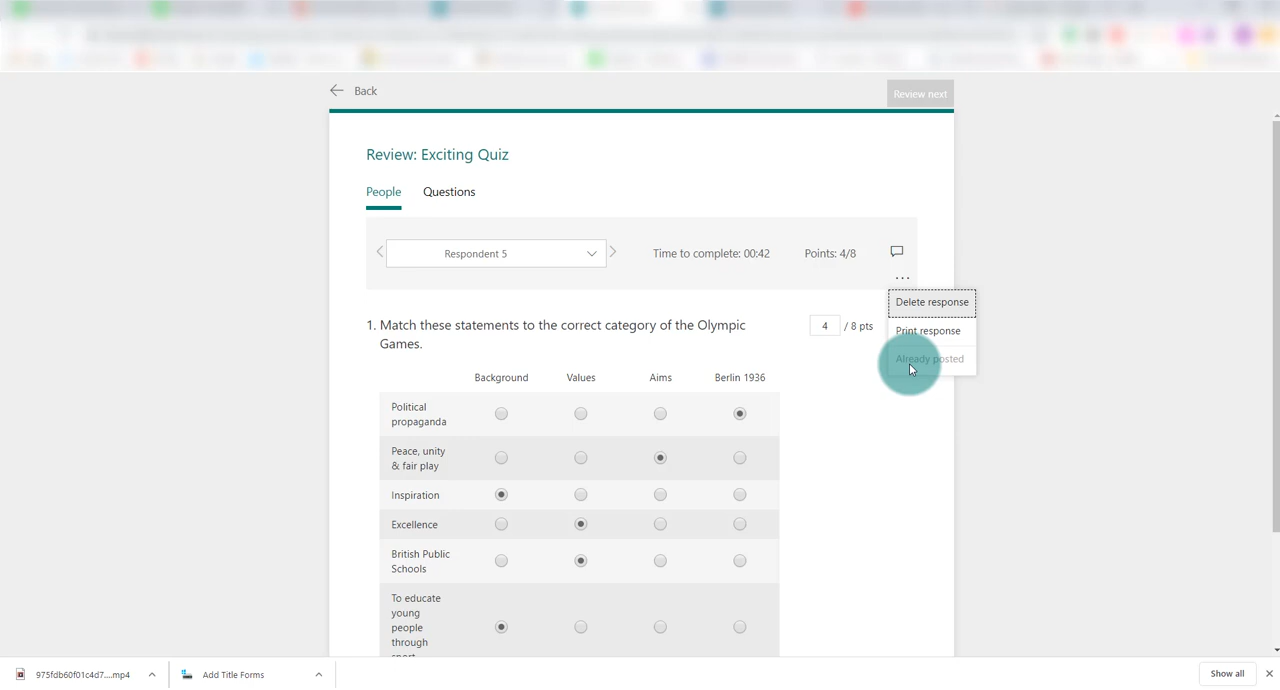 Back
Review next
Review: Exciting Quiz
People
Questions
Respondent 5
Time to complete: 00:42
Points: 4/8
...
Delete response
Print response
Already posted
1. Match these statements to the correct category of the Olympic
Games.
4 / 8 pts
Background
Values
Aims
Berlin 1936
Political
propaganda
Peace, unity
& fair play
Inspiration
Excellence
British Public
Schools
To educate
young
people
through
sport
975fdb60f01c4d7....mp4
Add Title Forms
Show all